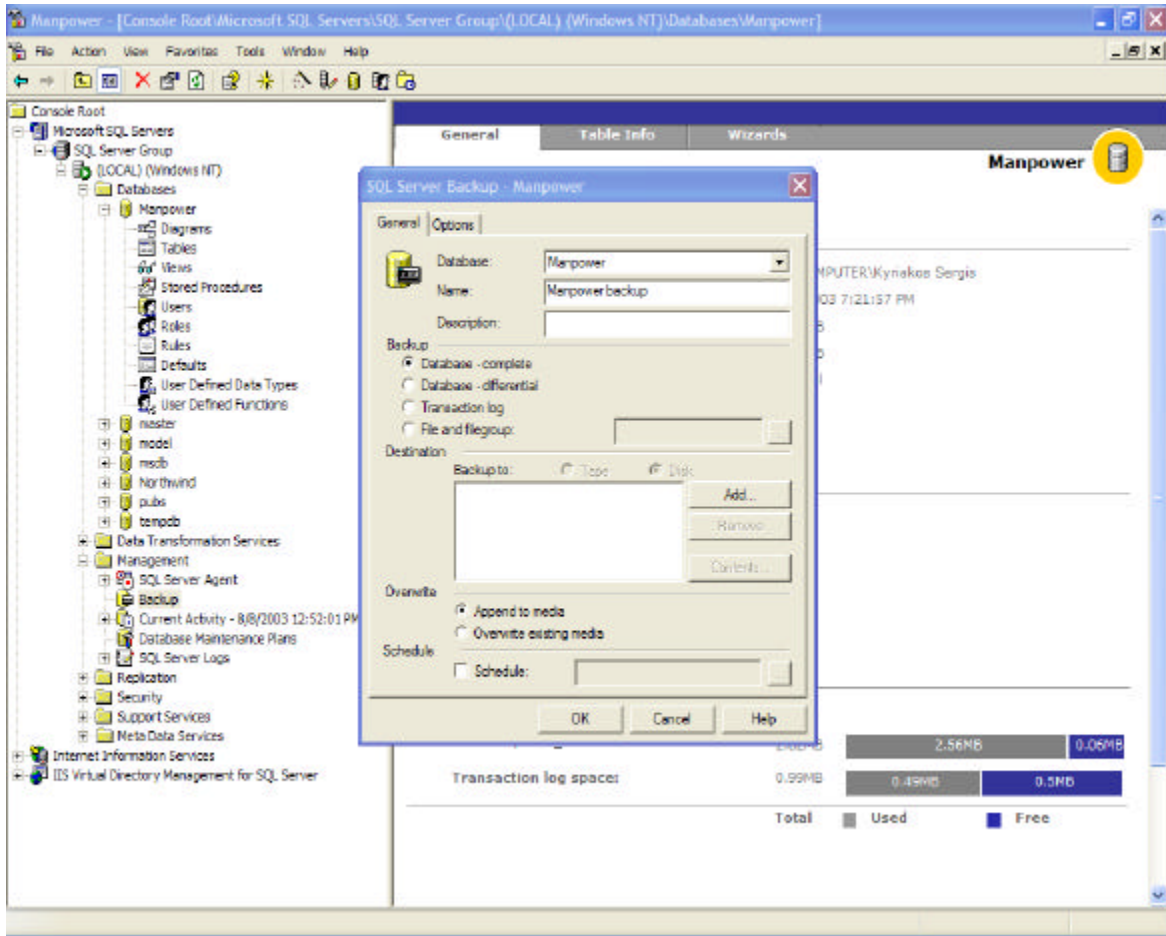 Manpower - [Console Root\Microsoft SQL Servers\SQL Server Group\(LOCAL) (Windows NT)\Databases\Manpower]
File Action View Favorites Tools Window Help
Console Root
Microsoft SQL Servers
SQL Server Group
(LOCAL) (Windows NT)
Databases
Manpower
Diagrams
Tables
Views
Stored Procedures
Users
Roles
Rules
Defaults
User Defined Data Types
User Defined Functions
master
model
msdb
Northwind
pubs
tempdb
Data Transformation Services
Management
SQL Server Agent
Backup
Current Activity - 8/8/2003 12:52:01 PM
Database Maintenance Plans
SQL Server Logs
Replication
Security
Support Services
Meta Data Services
Internet Information Services
IIS Virtual Directory Management for SQL Server
General Table Info Wizards
Manpower
MPUTER\Kyriakos Sergis
03 7:21:57 PM
SQL Server Backup - Manpower
General Options
Database: Manpower
Name: Manpower backup
Description:
Backup
Database - complete
Database - differential
Transaction log
File and filegroup:
Destination
Backup to: Tape Disk
Add...
Remove
Contents...
Overwrite
Append to media
Overwrite existing media
Schedule
Schedule:
OK Cancel Help
2.56MB 0.06MB
Transaction log space: 0.99MB 0.49MB 0.5MB
Total Used Free